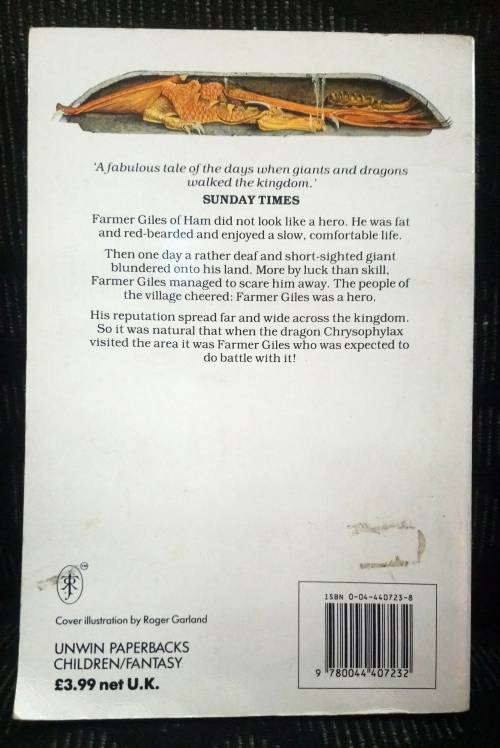 'A fabulous tale of the days when giants and dragons
walked the kingdom.'
SUNDAY TIMES
Farmer Giles of Ham did not look like a hero. He was fat
and red-bearded and enjoyed a slow, comfortable life.
Then one day a rather deaf and short-sighted giant
blundered onto his land. More by luck than skill,
Farmer Giles managed to scare him away. The people of
the village cheered: Farmer Giles was a hero.
His reputation spread far and wide across the kingdom.
So it was natural that when the dragon Chrysophylax
visited the area it was Farmer Giles who was expected to
do battle with it!
TM
Cover illustration by Roger Garland
UNWIN PAPERBACKS
CHILDREN/FANTASY
£3.99 net U.K.
ISBN 0-04-440723-8
9 780044 407232